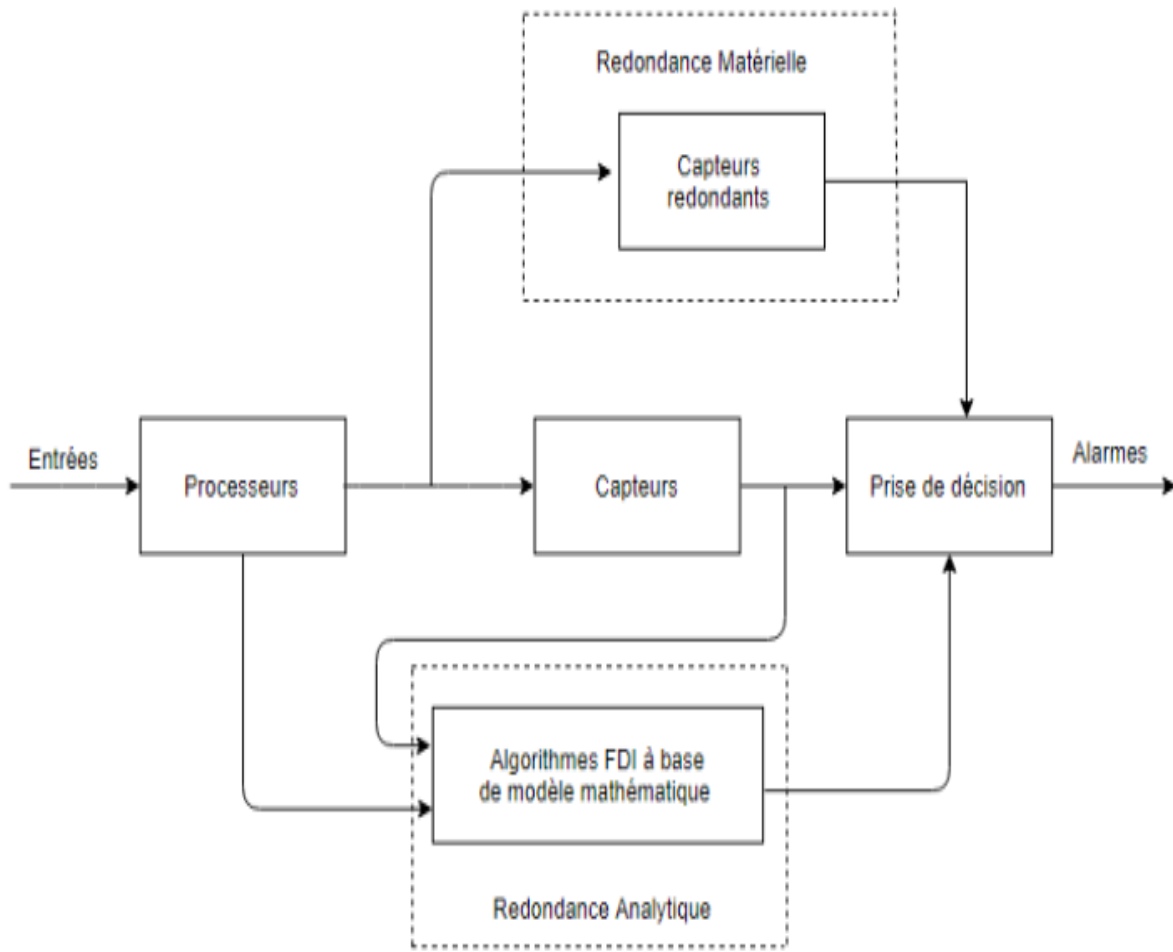 Redondance Matérielle
Capteurs
redondants
Entrées
Processeurs
Capteurs
Prise de décision
Alarmes
Algorithmes FDI à base
de modèle mathématique
Redondance Analytique